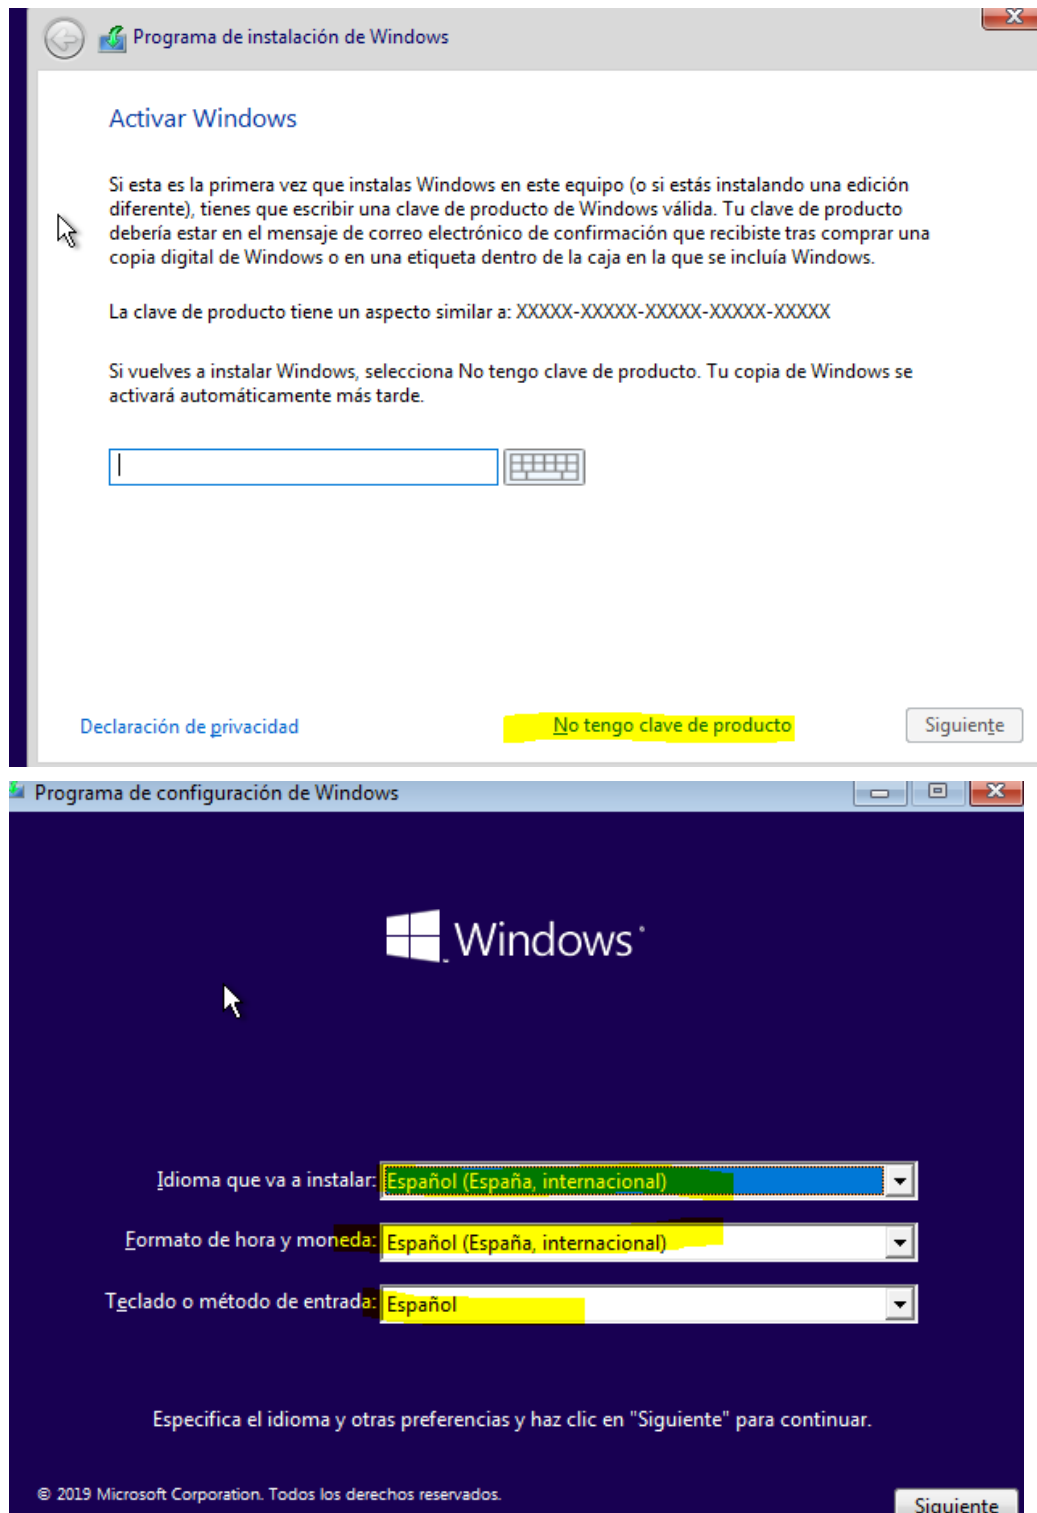 Programa de instalación de Windows
Activar Windows
Si esta es la primera vez que instalas Windows en este equipo (o si estás instalando una edición
diferente), tienes que escribir una clave de producto de Windows válida. Tu clave de producto
debería estar en el mensaje de correo electrónico de confirmación que recibiste tras comprar una
copia digital de Windows o en una etiqueta dentro de la caja en la que se incluía Windows.
La clave de producto tiene un aspecto similar a: XXXXX-XXXXX-XXXXX-XXXXX-XXXXX
Si vuelves a instalar Windows, selecciona No tengo clave de producto. Tu copia de Windows se
activará automáticamente más tarde.
Declaración de privacidad No tengo clave de producto Siguiente
Programa de configuración de Windows
Windows
Idioma que va a instalar: Español (España, internacional)
Formato de hora y moneda: Español (España, internacional)
Teclado o método de entrada: Español
Especifica el idioma y otras preferencias y haz clic en "Siguiente" para continuar.
© 2019 Microsoft Corporation. Todos los derechos reservados.
Siguiente